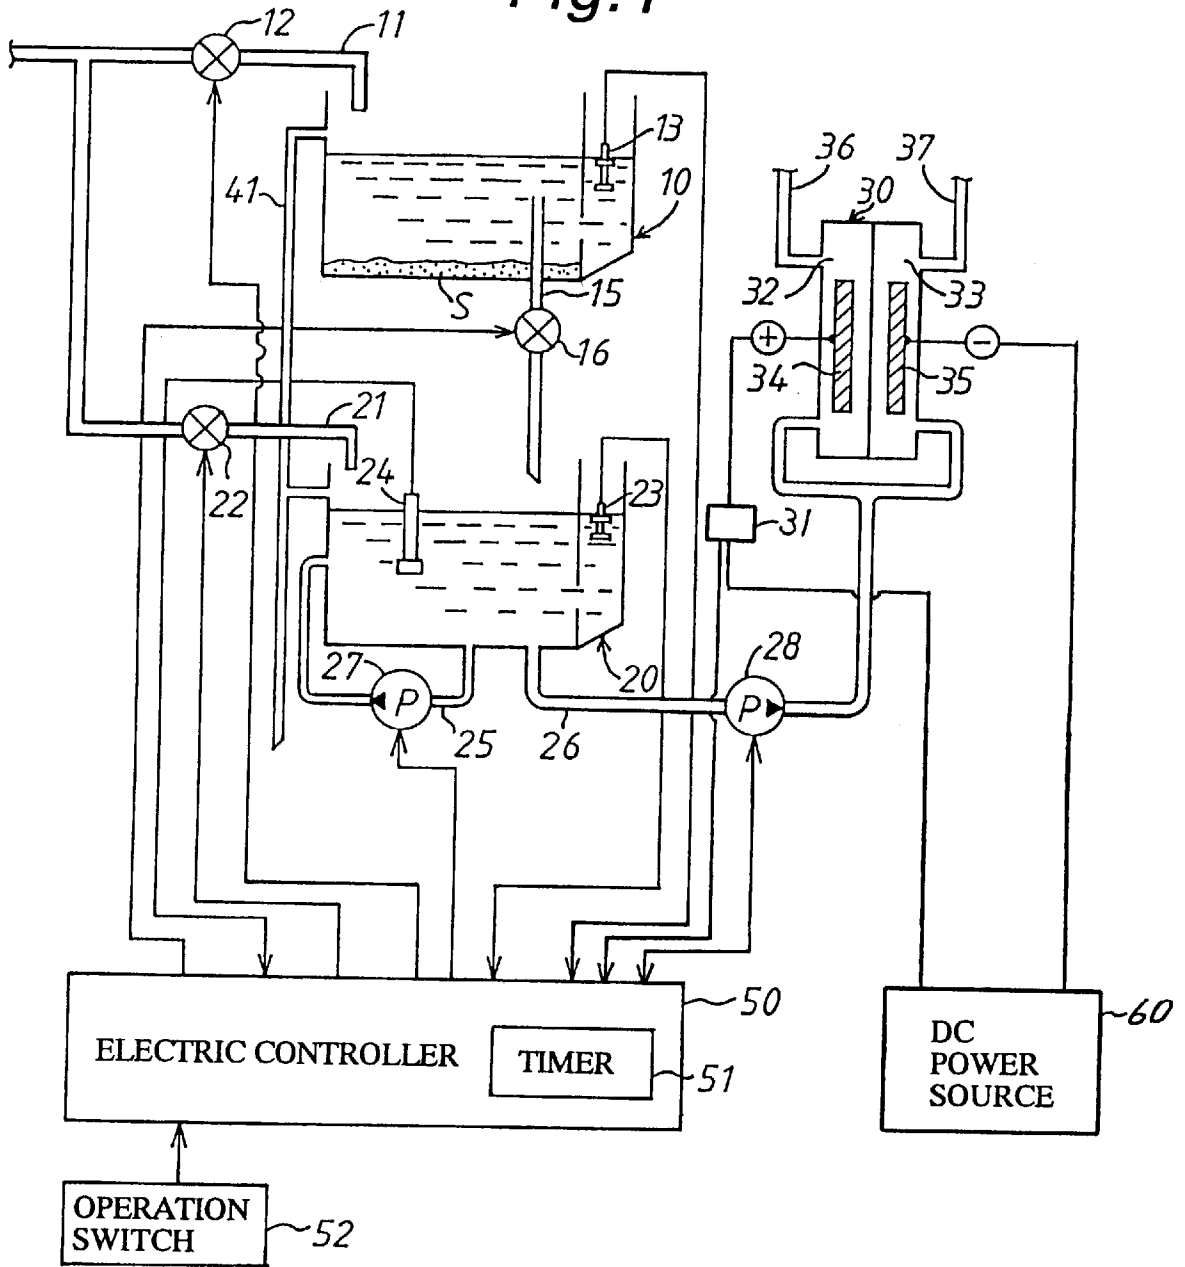 Fig. 1
12
11
13
36
37
10
30
41
32
33
S
15
16
+
-
34
35
21
24
22
23
31
27
28
20
P
P
25
26
50
60
ELECTRIC CONTROLLER
TIMER
51
DC
POWER
SOURCE
OPERATION
SWITCH
52